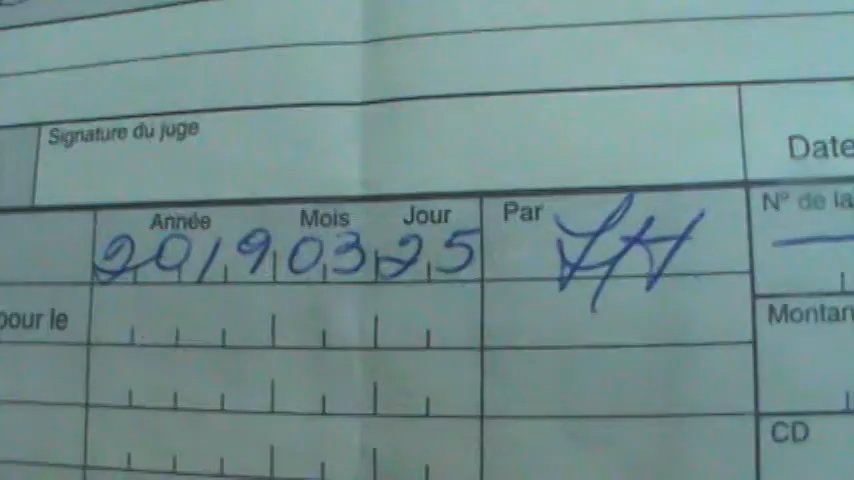 Signature du juge
Date
Année Mois Jour Par
N° de la
2019 03 25
pour le
Montan
CD